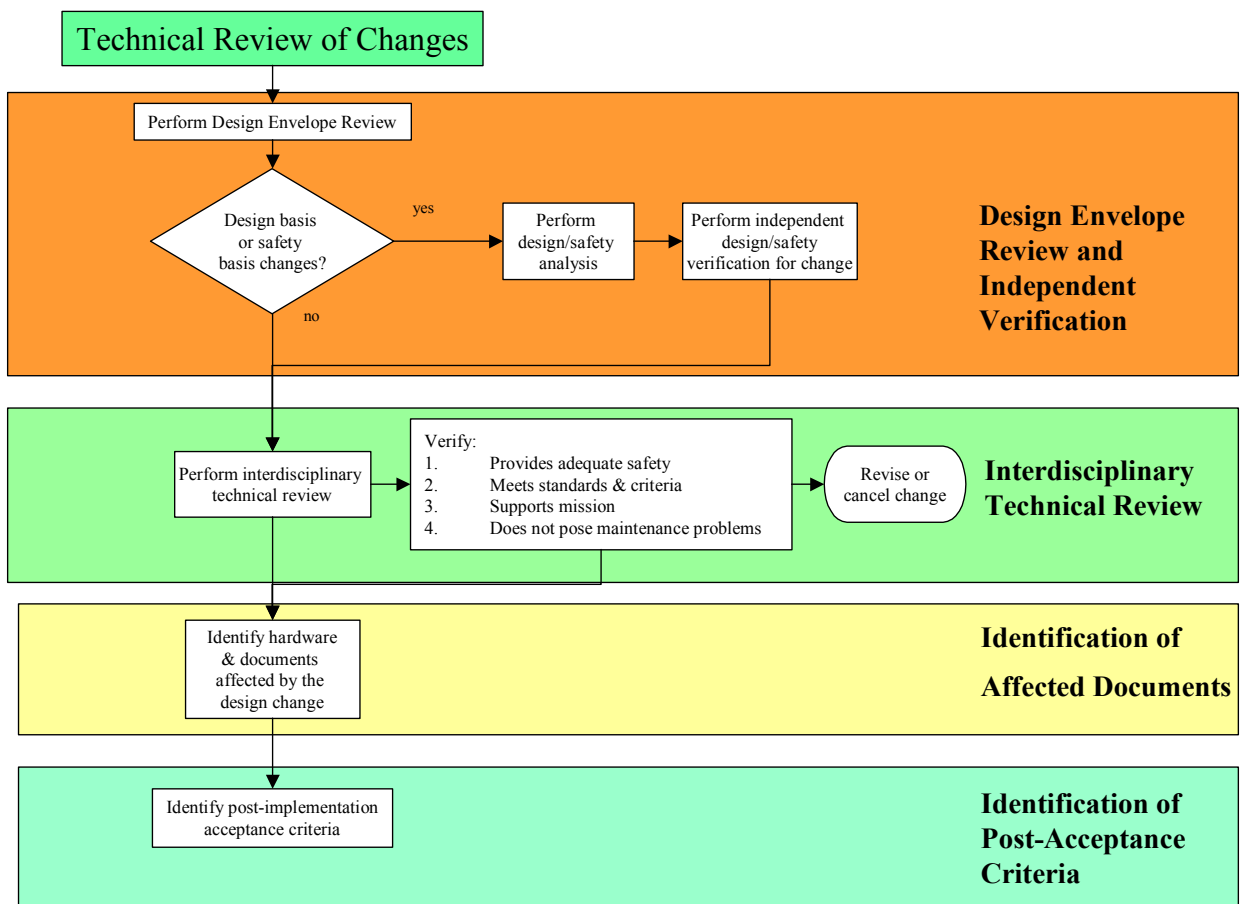 Technical Review of Changes
Perform Design Envelope Review
Design basis
or safety
basis changes?
yes
no
Perform
design/safety
analysis
Perform independent
design/safety
verification for change
Design Envelope
Review and
Independent
Verification
Perform interdisciplinary
technical review
Verify:
1. Provides adequate safety
2. Meets standards & criteria
3. Supports mission
4. Does not pose maintenance problems
Revise or
cancel change
Interdisciplinary
Technical Review
Identify hardware
& documents
affected by the
design change
Identification of
Affected Documents
Identify post-implementation
acceptance criteria
Identification of
Post-Acceptance
Criteria